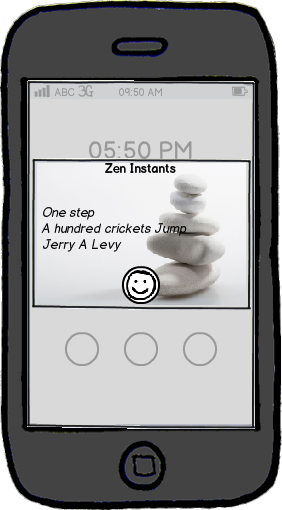 ABC 3G 09:50 AM
05:50 PM
Zen Instants
One step
A hundred crickets Jump
Jerry A Levy